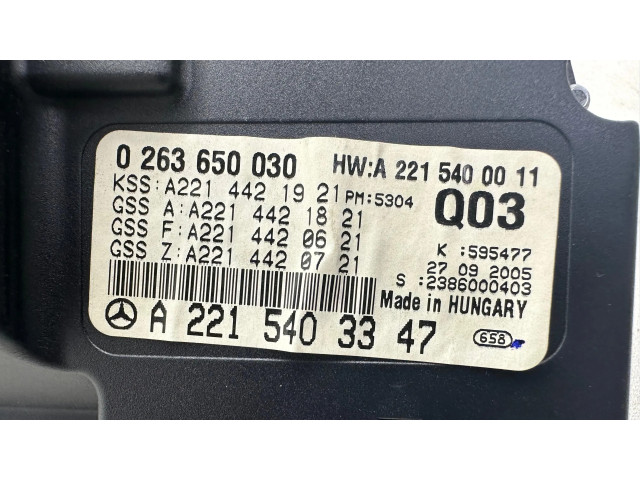 0 263 650 030 HW:A 221 540 00 11
KSS:A221 442 19 21 PM:5304 Q03
GSS A:A221 442 18 21
GSS F:A221 442 06 21 K :595477
GSS Z:A221 442 07 21 27 09 2005
S :2386000403
Made in HUNGARY
A 221 540 33 47 658